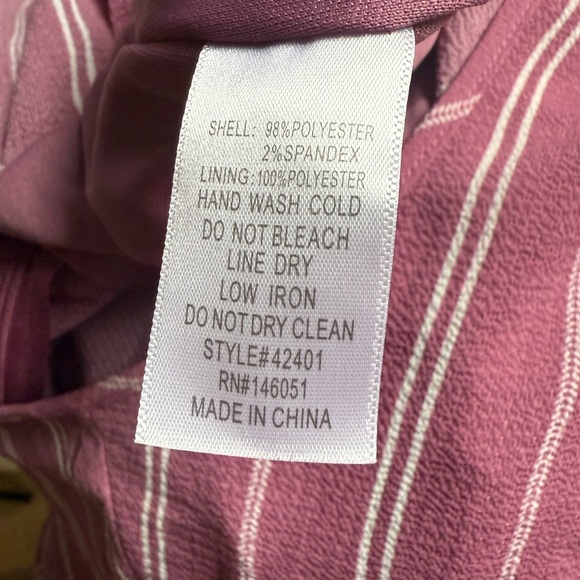 SHELL: 98%POLYESTER
2%SPANDEX
LINING: 100%POLYESTER
HAND WASH COLD
DO NOT BLEACH
LINE DRY
LOW IRON
DO NOT DRY CLEAN
STYLE#42401
RN#146051
MADE IN CHINA